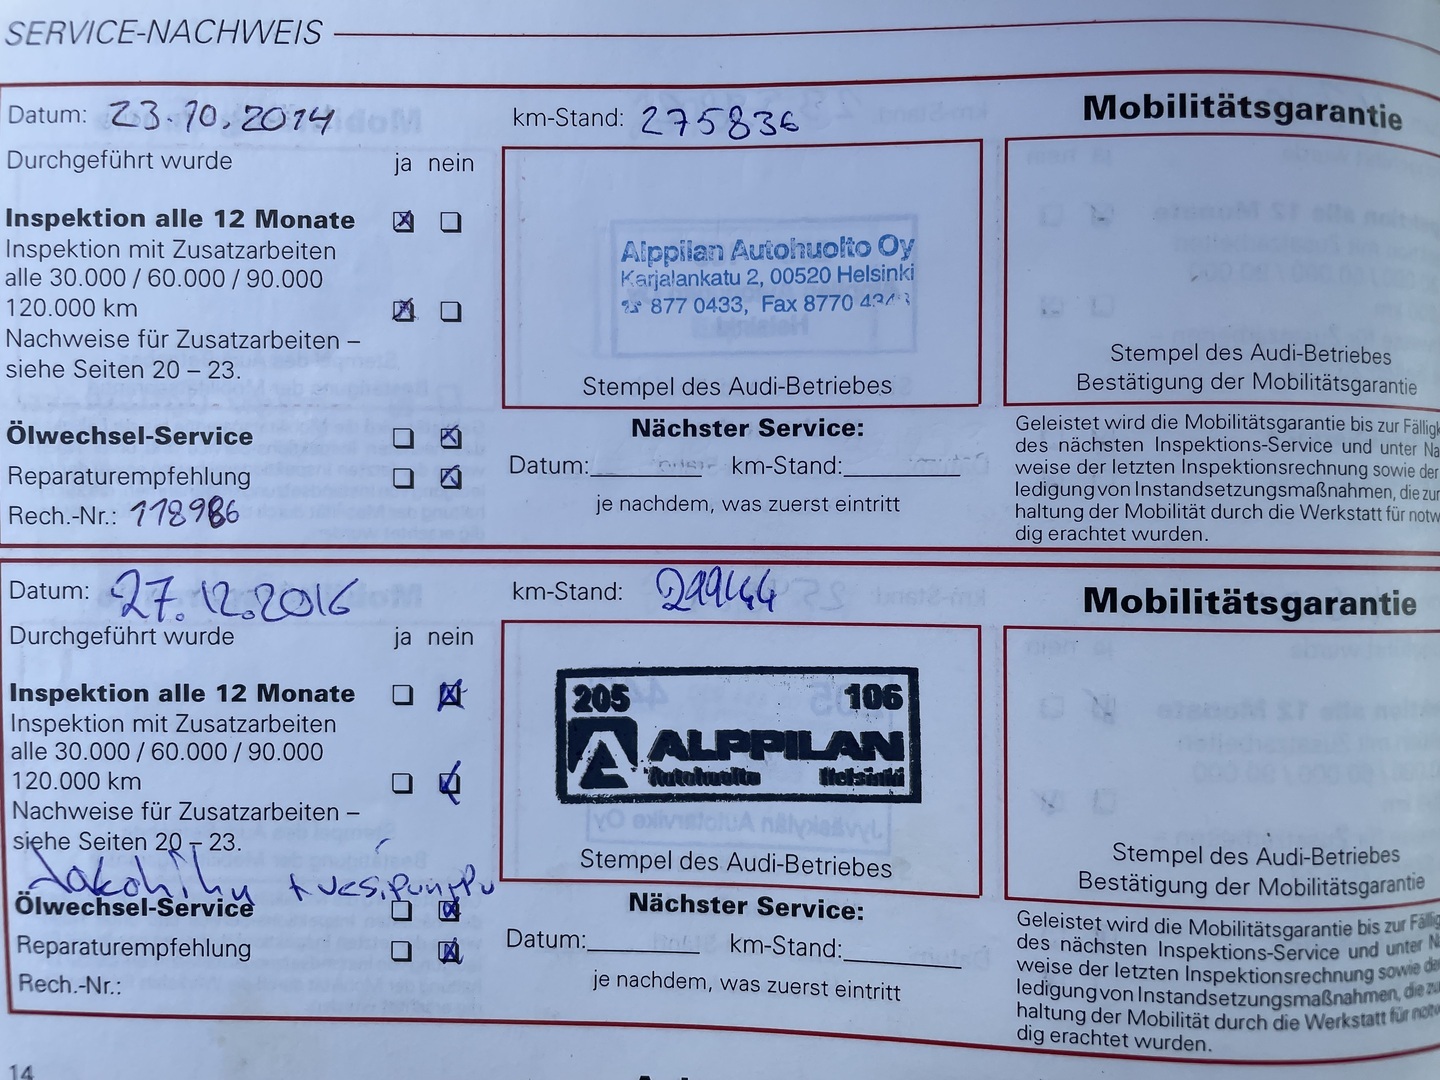 SERVICE-NACHWEIS
Datum: 23.10.2014
km-Stand: 275836
Mobilitätsgarantie
Durchgeführt wurde ja nein
Inspektion alle 12 Monate
Inspektion mit Zusatzarbeiten
alle 30.000 / 60.000 / 90.000
120.000 km
Nachweise für Zusatzarbeiten –
siehe Seiten 20 – 23.
Ölwechsel-Service
Reparaturempfehlung
Rech.-Nr.: 118986
Alppilan Autohuolto Oy
Karjalankatu 2, 00520 Helsinki
☎ 877 0433, Fax 8770
Stempel des Audi-Betriebes
Nächster Service:
Datum: km-Stand:
je nachdem, was zuerst eintritt
Stempel des Audi-Betriebes
Bestätigung der Mobilitätsgarantie
Geleistet wird die Mobilitätsgarantie bis zur Fällig
des nächsten Inspektions-Service und unter Na
weise der letzten Inspektionsrechnung sowie der
ledigung von Instandsetzungsmaßnahmen, die zur
haltung der Mobilität durch die Werkstatt für notw
dig erachtet wurden.
Datum: 27.12.2016
km-Stand:
Mobilitätsgarantie
Durchgeführt wurde ja nein
Inspektion alle 12 Monate
Inspektion mit Zusatzarbeiten
alle 30.000 / 60.000 / 90.000
120.000 km
Nachweise für Zusatzarbeiten –
siehe Seiten 20 – 23.
Jakohihn + vesipumppu
Ölwechsel-Service
Reparaturempfehlung
Rech.-Nr.:
205 106
ALPPILAN
Autohuolto Helsinki
Stempel des Audi-Betriebes
Nächster Service:
Datum: km-Stand:
je nachdem, was zuerst eintritt
Stempel des Audi-Betriebes
Bestätigung der Mobilitätsgarantie
Geleistet wird die Mobilitätsgarantie bis zur Fällig
des nächsten Inspektions-Service und unter Na
weise der letzten Inspektionsrechnung sowie der
ledigung von Instandsetzungsmaßnahmen, die zu
haltung der Mobilität durch die Werkstatt für notw
dig erachtet wurden.
14